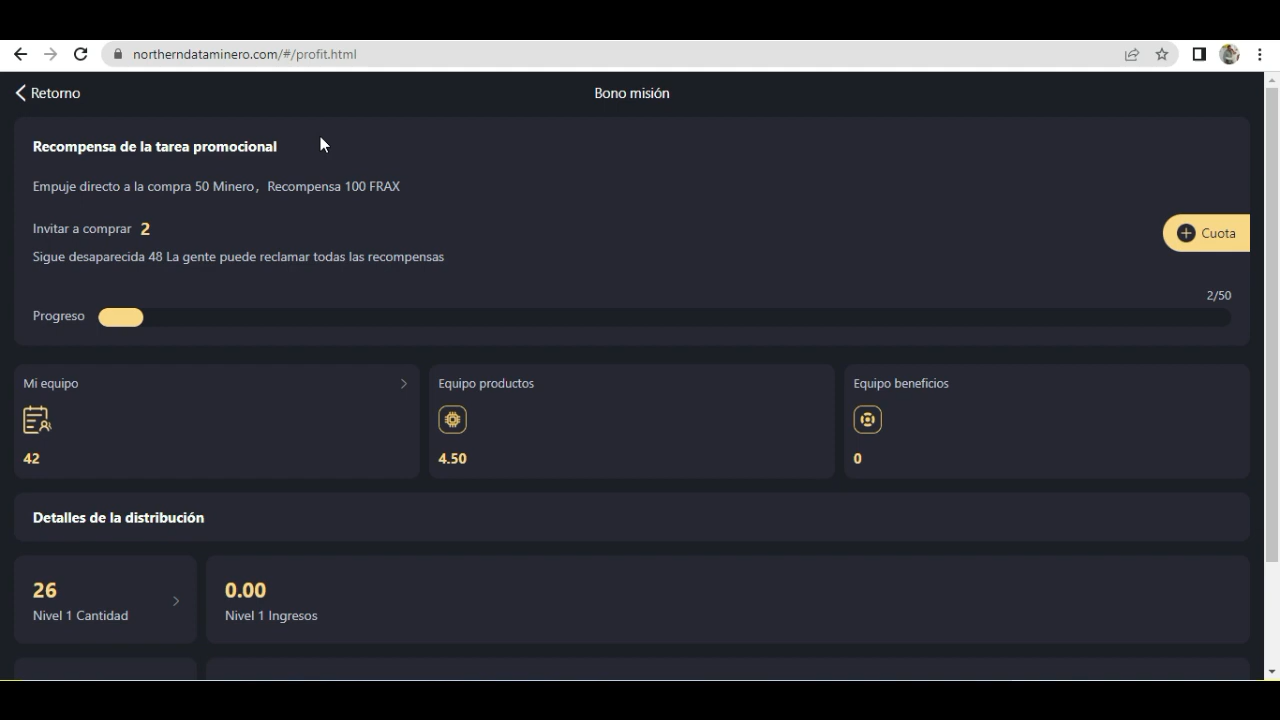 northerndataminero.com/#/profit.html
Retorno
Bono misión
Recompensa de la tarea promocional
Empuje directo a la compra 50 Minero，Recompensa 100 FRAX
Invitar a comprar 2
Cuota
Sigue desaparecida 48 La gente puede reclamar todas las recompensas
2/50
Progreso
Mi equipo
42
Equipo productos
4.50
Equipo beneficios
0
Detalles de la distribución
26
Nivel 1 Cantidad
0.00
Nivel 1 Ingresos